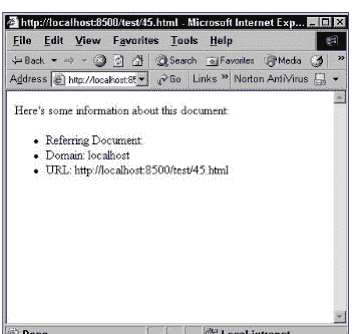 http://localhost:8500/test/45.html - Microsoft Internet Exp...
File Edit View Favorites Tools Help
Back Search Favorites Media »
Address http://localhost:85 Go Links » Norton AntiVirus
Here's some information about this document:
• Referring Document:
• Domain: localhost
• URL: http://localhost:8500/test/45.html
Done Local intranet